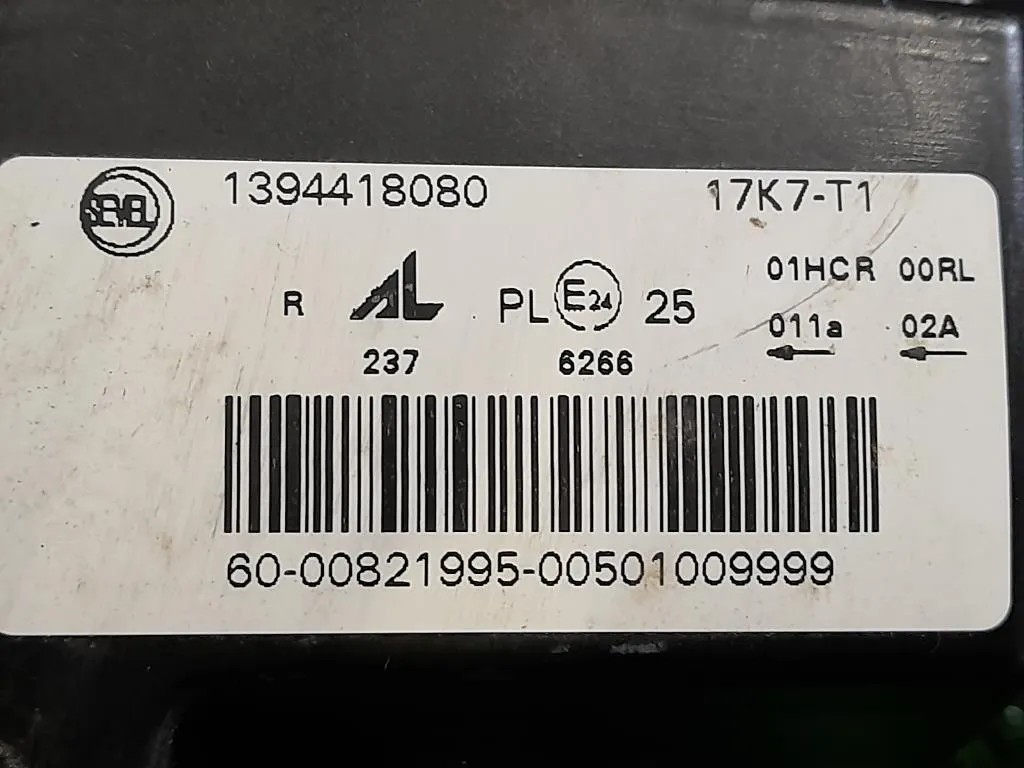 SEVEL 1394418080 17K7-T1
01HCR 00RL
R AL PL E24 25
011a 02A
237 6266
60-00821995-00501009999